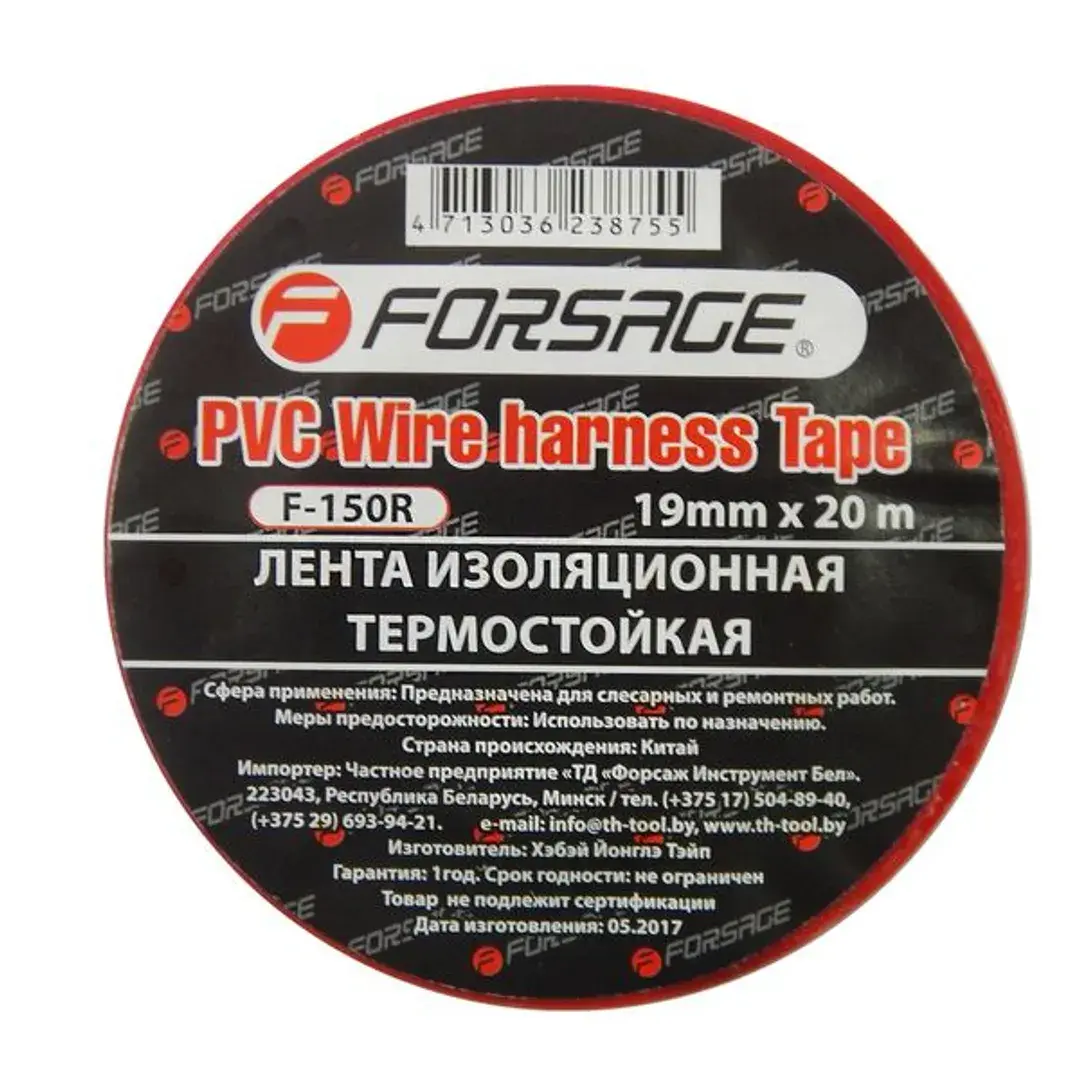 4 713036 238755
FORSAGE ®
PVC Wire harness Tape
F-150R 19mm x 20 m
ЛЕНТА ИЗОЛЯЦИОННАЯ
ТЕРМОСТОЙКАЯ
Сфера применения: Предназначена для слесарных и ремонтных работ.
Меры предосторожности: Использовать по назначению.
Страна происхождения: Китай
Импортер: Частное предприятие «ТД «Форсаж Инструмент Бел».
223043, Республика Беларусь, Минск / тел. (+375 17) 504-89-40,
(+375 29) 693-94-21. e-mail: info@th-tool.by, www.th-tool.by
Изготовитель: Хэбэй Йонглэ Тэйп
Гарантия: 1год. Срок годности: не ограничен
Товар не подлежит сертификации
Дата изготовления: 05.2017